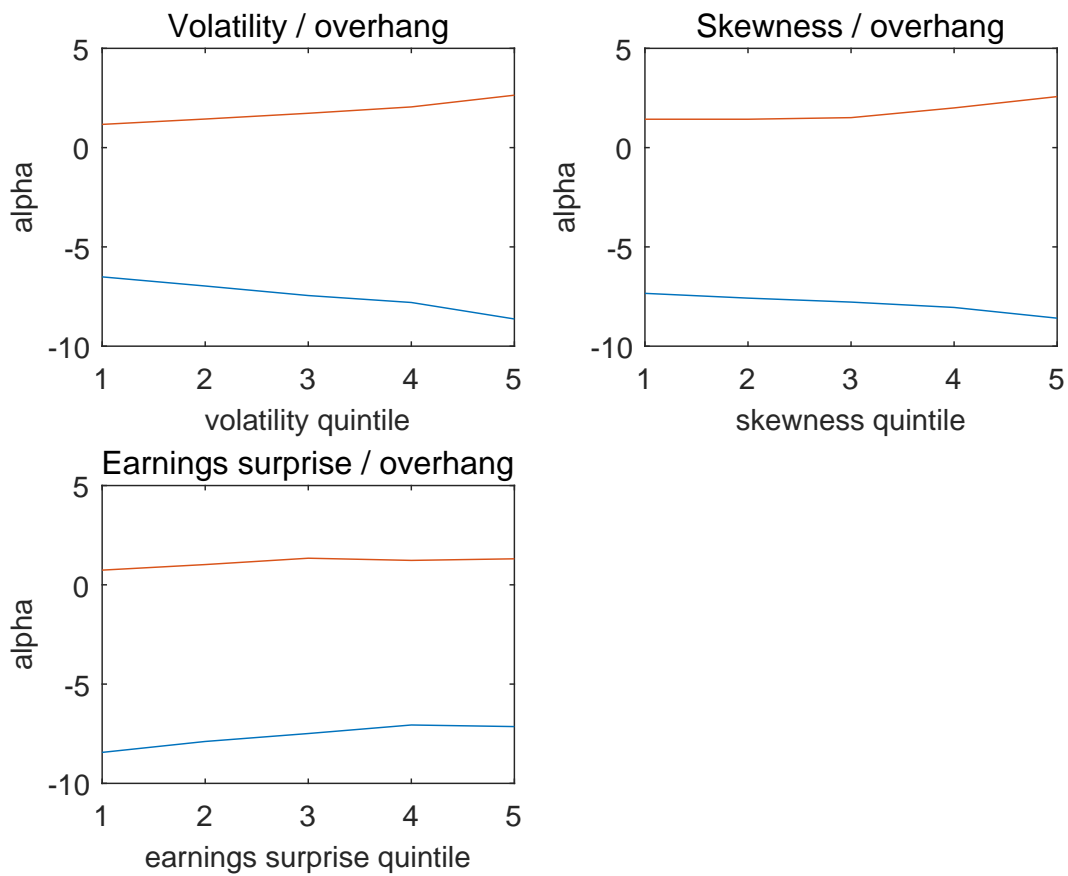 Volatility / overhang
5
0
-5
-10
alpha
1 2 3 4 5
volatility quintile
Skewness / overhang
5
0
-5
-10
alpha
1 2 3 4 5
skewness quintile
Earnings surprise / overhang
5
0
-5
-10
alpha
1 2 3 4 5
earnings surprise quintile